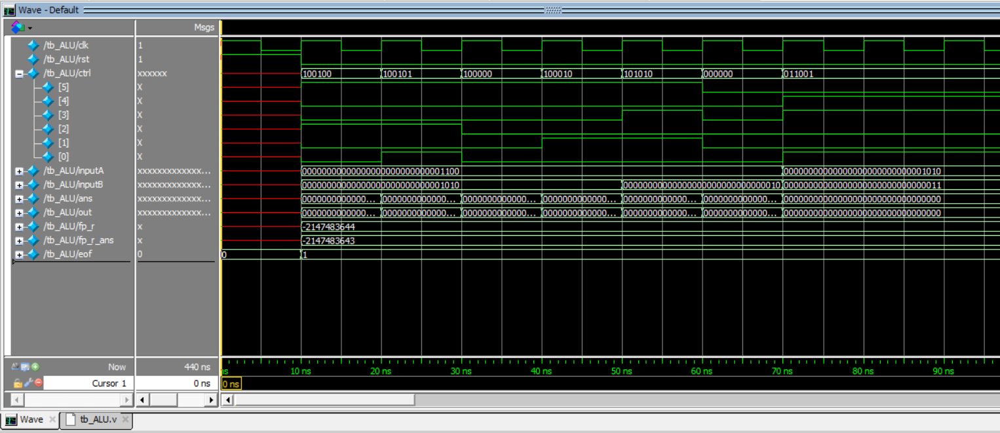 Wave - Default
Msgs
/tb_ALU/clk 1
/tb_ALU/rst 1
/tb_ALU/ctrl xxxxxx 100100 100101 100000 100010 101010 000000 011001
[5] X
[4] X
[3] X
[2] X
[1] X
[0] X
/tb_ALU/inputA xxxxxxxxxxxxx... 00000000000000000000000000001100 00000000000000000000000000001010
/tb_ALU/inputB xxxxxxxxxxxxx... 00000000000000000000000000001010 00000000000000000000000000000010 00000000000000000000000000000011
/tb_ALU/ans xxxxxxxxxxxxx... 0000000000000... 0000000000000... 0000000000000... 0000000000000... 0000000000000... 0000000000000... 00000000000000000000000000000000
/tb_ALU/out xxxxxxxxxxxxx... 0000000000000... 0000000000000... 0000000000000... 0000000000000... 0000000000000... 0000000000000... 00000000000000000000000000000000
/tb_ALU/fp_r x -2147483644
/tb_ALU/fp_r_ans x -2147483643
/tb_ALU/eof 0 0 1
Now 440 ns ns 10 ns 20 ns 30 ns 40 ns 50 ns 60 ns 70 ns 80 ns 90 ns
Cursor 1 0 ns 0 ns
Wave tb_ALU.v